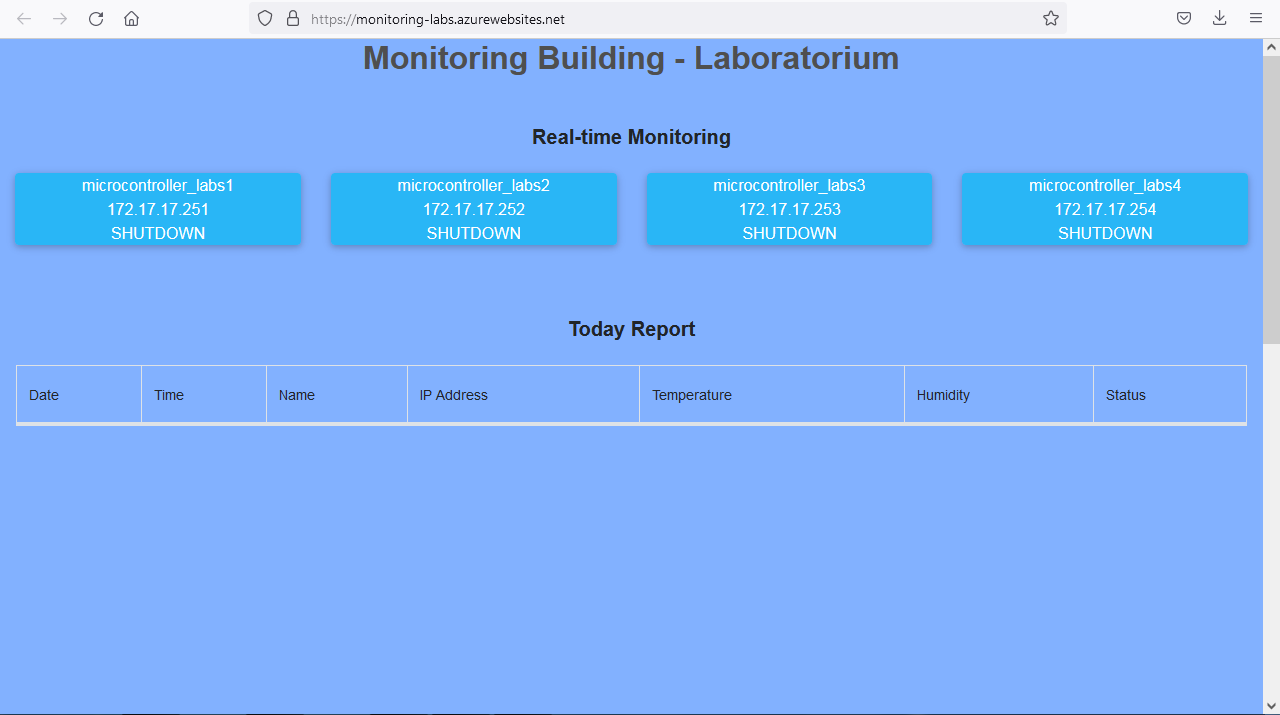 https://monitoring-labs.azurewebsites.net
Monitoring Building - Laboratorium
Real-time Monitoring
microcontroller_labs1
172.17.17.251
SHUTDOWN
microcontroller_labs2
172.17.17.252
SHUTDOWN
microcontroller_labs3
172.17.17.253
SHUTDOWN
microcontroller_labs4
172.17.17.254
SHUTDOWN
Today Report
Date Time Name IP Address Temperature Humidity Status